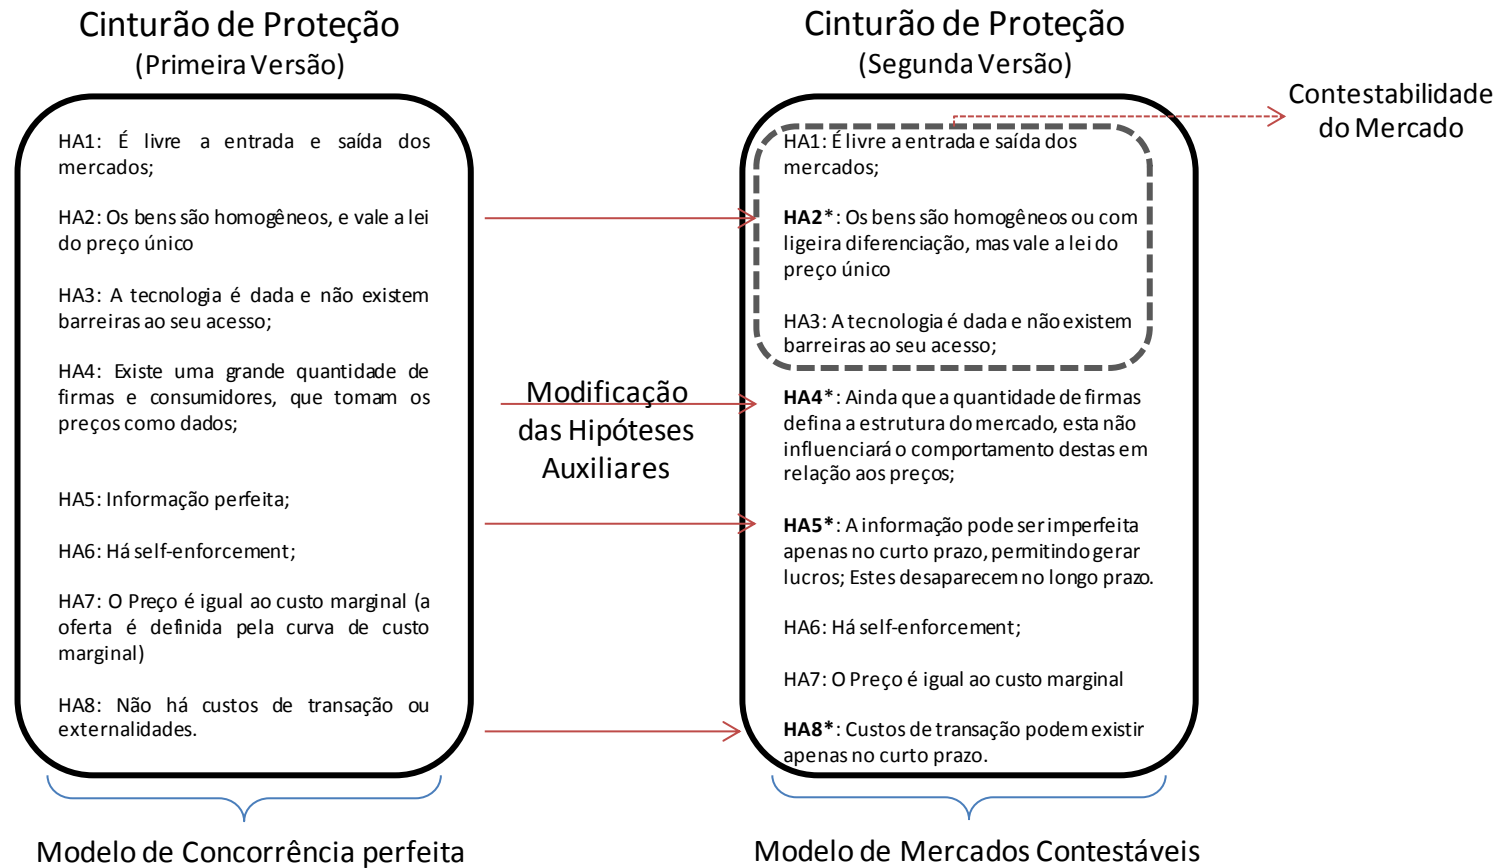 Cinturão de Proteção
(Primeira Versão)
HA1: É livre a entrada e saída dos
mercados;
HA2: Os bens são homogêneos, e vale a lei
do preço único
HA3: A tecnologia é dada e não existem
barreiras ao seu acesso;
HA4: Existe uma grande quantidade de
firmas e consumidores, que tomam os
preços como dados;
HA5: Informação perfeita;
HA6: Há self-enforcement;
HA7: O Preço é igual ao custo marginal (a
oferta é definida pela curva de custo
marginal)
HA8: Não há custos de transação ou
externalidades.
Modelo de Concorrência perfeita
Modificação
das Hipóteses
Auxiliares
Cinturão de Proteção
(Segunda Versão)
HA1: É livre a entrada e saída dos
mercados;
HA2*: Os bens são homogêneos ou com
ligeira diferenciação, mas vale a lei do
preço único
HA3: A tecnologia é dada e não existem
barreiras ao seu acesso;
HA4*: Ainda que a quantidade de firmas
defina a estrutura do mercado, esta não
influenciará o comportamento destas em
relação aos preços;
HA5*: A informação pode ser imperfeita
apenas no curto prazo, permitindo gerar
lucros; Estes desaparecem no longo prazo.
HA6: Há self-enforcement;
HA7: O Preço é igual ao custo marginal
HA8*: Custos de transação podem existir
apenas no curto prazo.
Modelo de Mercados Contestáveis
Contestabilidade
do Mercado